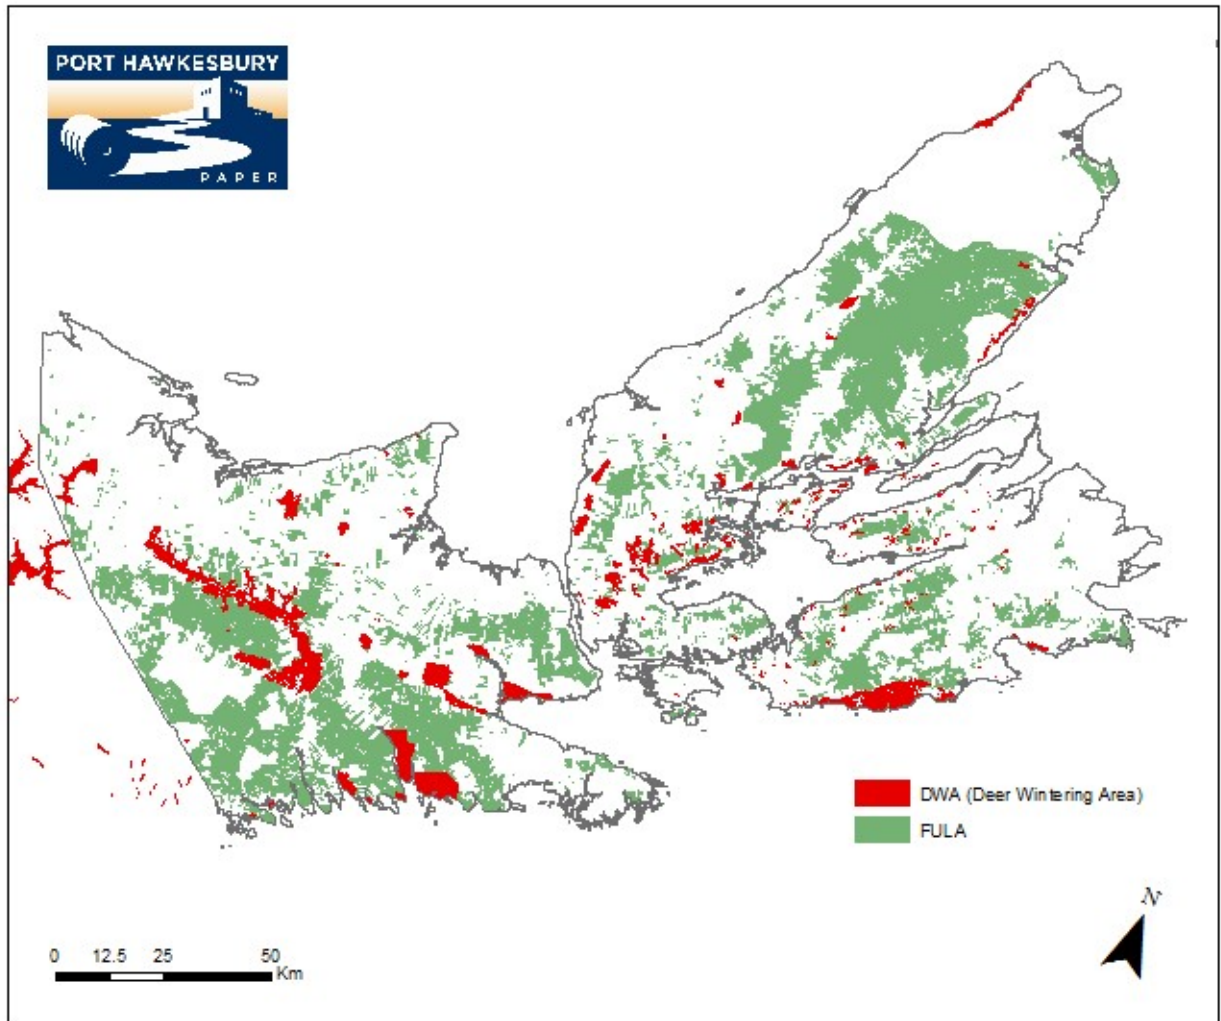 PORT HAWKESBURY
PAPER
DWA (Deer Wintering Area)
FULA
N
0 12.5 25 50
Km